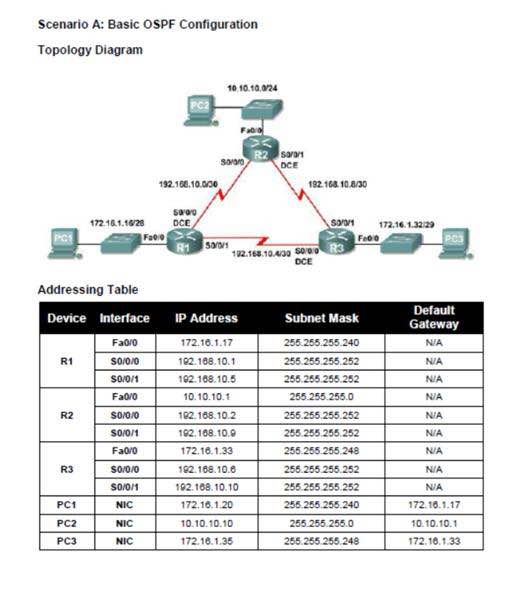 Scenario A: Basic OSPF Configuration
Topology Diagram
10.10.10.0/24
PC2
Fa0/0
R2
S0/0/0
S0/0/1
DCE
192.168.10.0/30
192.168.10.8/30
172.16.1.16/28
S0/0/0
DCE
S0/0/1
172.16.1.32/29
PC1
Fa0/0
R1
S0/0/1
192.168.10.4/30
S0/0/0
DCE
R3
Fa0/0
PC3
Addressing Table
Device Interface IP Address Subnet Mask Default Gateway
R1
Fa0/0 172.16.1.17 255.255.255.240 N/A
S0/0/0 192.168.10.1 255.255.255.252 N/A
S0/0/1 192.168.10.5 255.255.255.252 N/A
R2
Fa0/0 10.10.10.1 255.255.255.0 N/A
S0/0/0 192.168.10.2 255.255.255.252 N/A
S0/0/1 192.168.10.9 255.255.255.252 N/A
R3
Fa0/0 172.16.1.33 255.255.255.248 N/A
S0/0/0 192.168.10.6 255.255.255.252 N/A
S0/0/1 192.168.10.10 255.255.255.252 N/A
PC1 NIC 172.16.1.20 255.255.255.240 172.16.1.17
PC2 NIC 10.10.10.10 255.255.255.0 10.10.10.1
PC3 NIC 172.16.1.35 255.255.255.248 172.16.1.33